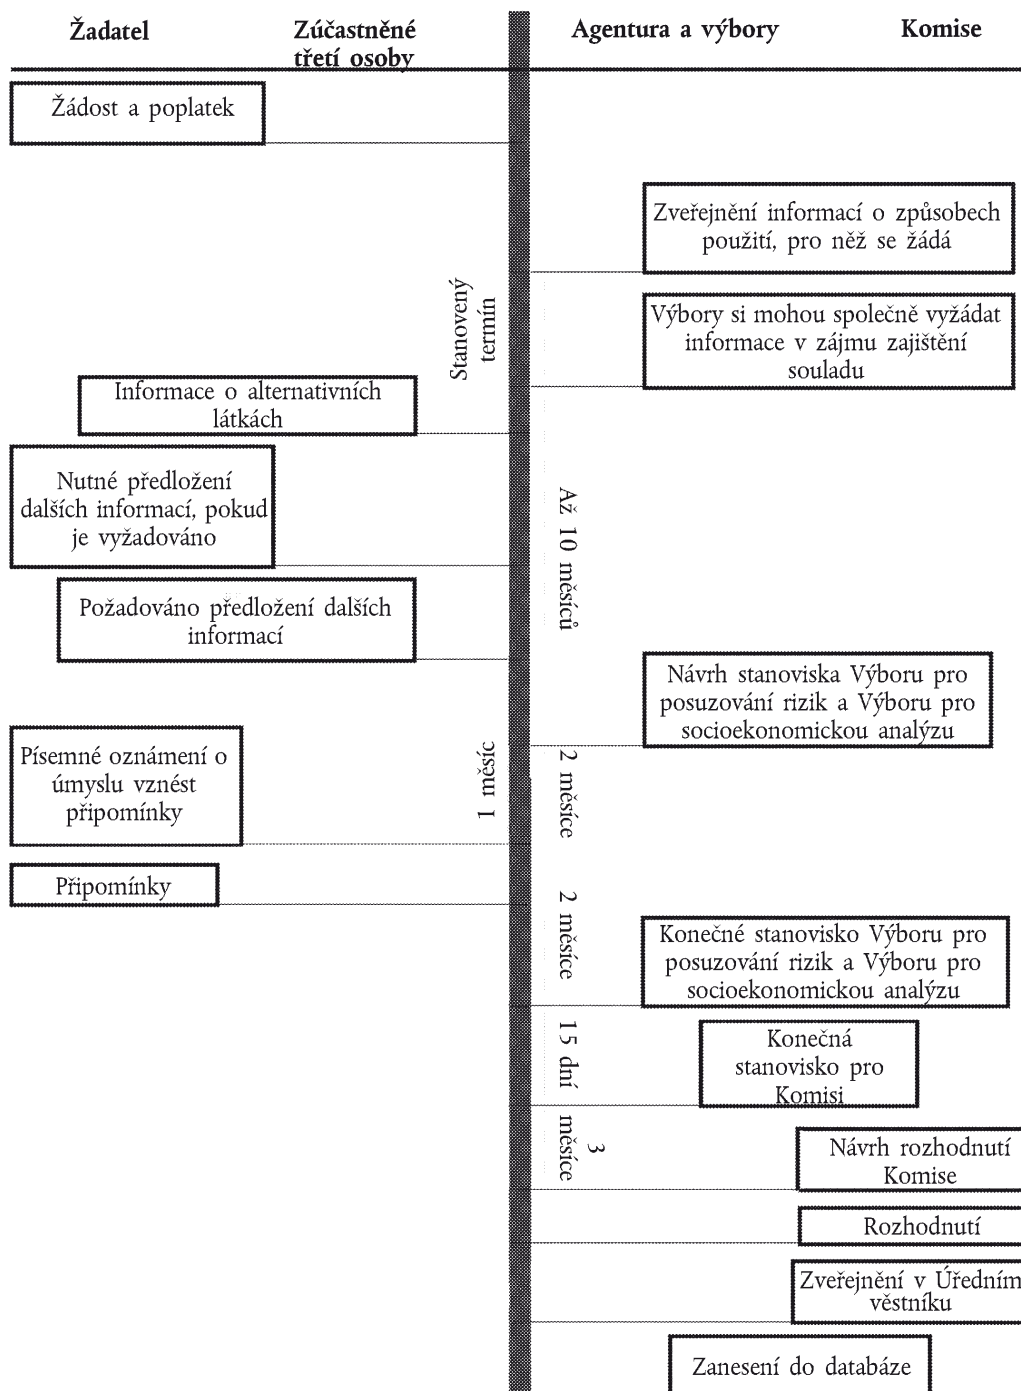 Žadatel
Zúčastněné
třetí osoby
Agentura a výbory
Komise
Žádost a poplatek
Zveřejnění informací o způsobech
použití, pro něž se žádá
Stanovený
termín
Výbory si mohou společně vyžádat
informace v zájmu zajištění
souladu
Informace o alternativních
látkách
Nutné předložení
dalších informací, pokud
je vyžadováno
Až 10 měsíců
Požadováno předložení dalších
informací
Návrh stanoviska Výboru pro
posuzování rizik a Výboru pro
socioekonomickou analýzu
Písemné oznámení o
úmyslu vznést
připomínky
1 měsíc
2 měsíce
Připomínky
2 měsíce
Konečné stanovisko Výboru pro
posuzování rizik a Výboru pro
socioekonomickou analýzu
15 dní
Konečná
stanovisko pro
Komisi
3
měsíce
Návrh rozhodnutí
Komise
Rozhodnutí
Zveřejnění v Úředním
věstníku
Zanesení do databáze